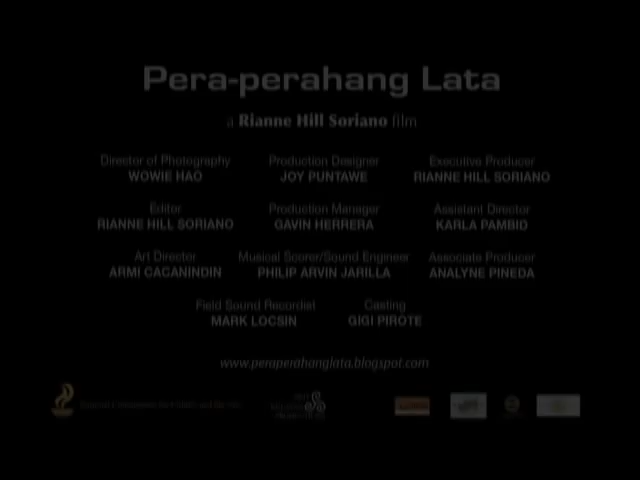 Pera-perahang Lata
a Rianne Hill Soriano film
Director of Photography
WOWIE HAO
Production Designer
JOY PUNTAWE
Executive Producer
RIANNE HILL SORIANO
Editor
RIANNE HILL SORIANO
Production Manager
GAVIN HERRERA
Assistant Director
KARLA PAMBID
Art Director
ARMI CACANINDIN
Musical Scorer/Sound Engineer
PHILIP ARVIN JARILLA
Associate Producer
ANALYNE PINEDA
Field Sound Recordist
MARK LOCSIN
Casting
GIGI PIROTE
www.peraperahanglata.blogspot.com